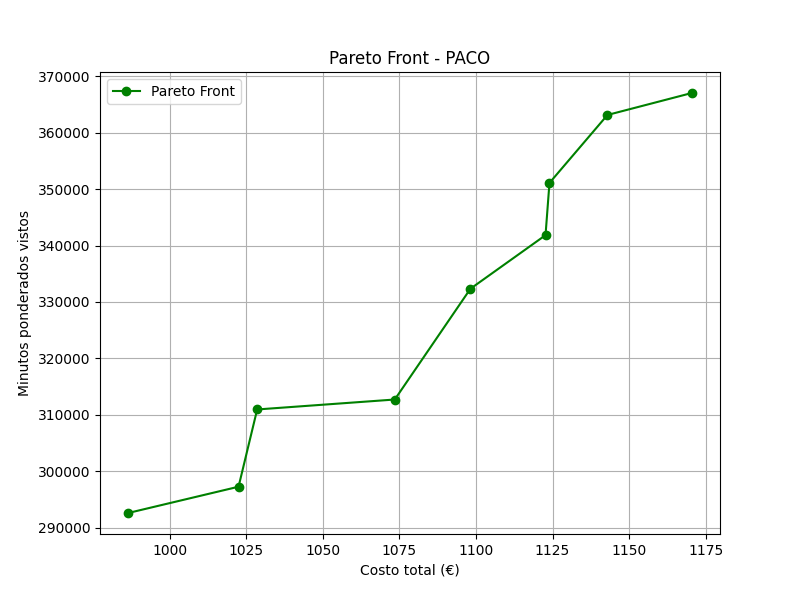 Pareto Front - PACO
Pareto Front
370000
360000
350000
340000
330000
320000
310000
300000
290000
Minutos ponderados vistos
1000 1025 1050 1075 1100 1125 1150 1175
Costo total (€)